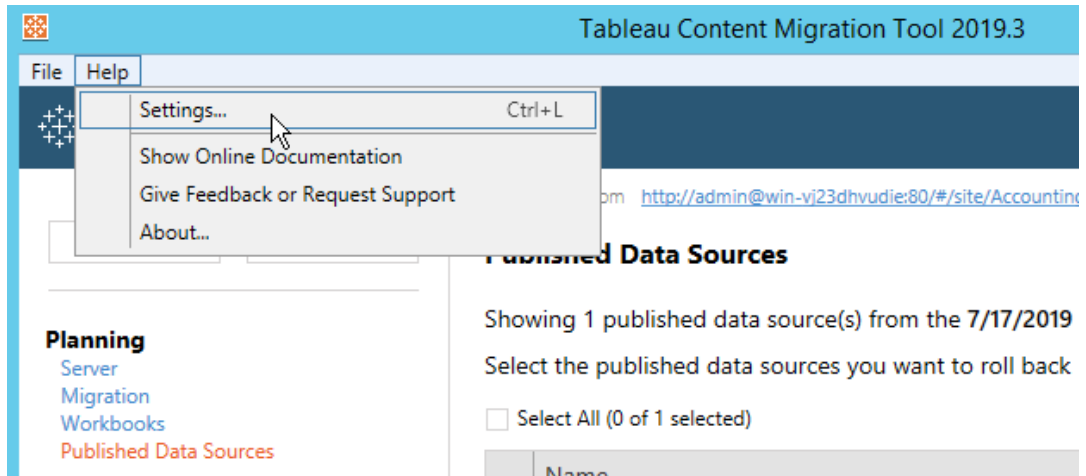 Tableau Content Migration Tool 2019.3
File Help
Settings... Ctrl+L
Show Online Documentation
Give Feedback or Request Support
About...
http://admin@win-vj23dhvudie:80/#/site/Accounting
Published Data Sources
Showing 1 published data source(s) from the 7/17/2019
Select the published data sources you want to roll back
Select All (0 of 1 selected)
Name
Planning
Server
Migration
Workbooks
Published Data Sources